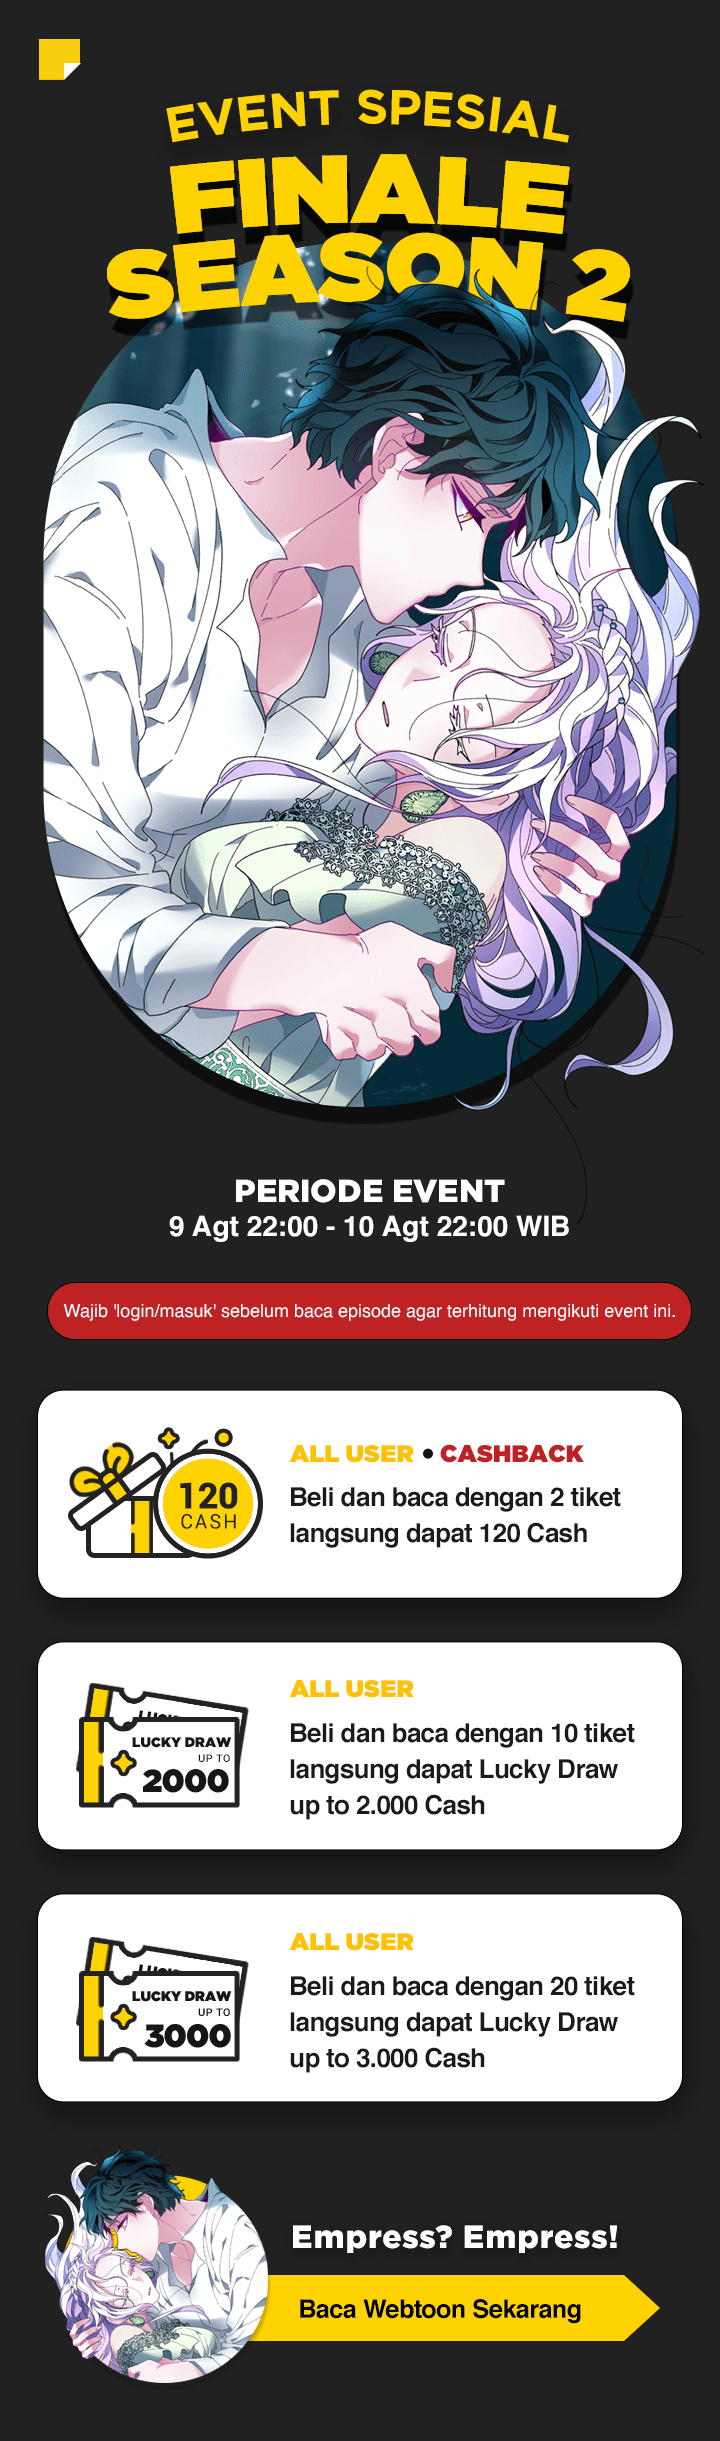 EVENT SPESIAL
FINALE
SEASON 2
PERIODE EVENT
9 Agt 22:00 - 10 Agt 22:00 WIB
Wajib 'login/masuk' sebelum baca episode agar terhitung mengikuti event ini.
120
CASH
ALL USER • CASHBACK
Beli dan baca dengan 2 tiket
langsung dapat 120 Cash
LUCKY DRAW
UP TO
2000
ALL USER
Beli dan baca dengan 10 tiket
langsung dapat Lucky Draw
up to 2.000 Cash
LUCKY DRAW
UP TO
3000
ALL USER
Beli dan baca dengan 20 tiket
langsung dapat Lucky Draw
up to 3.000 Cash
Empress? Empress!
Baca Webtoon Sekarang